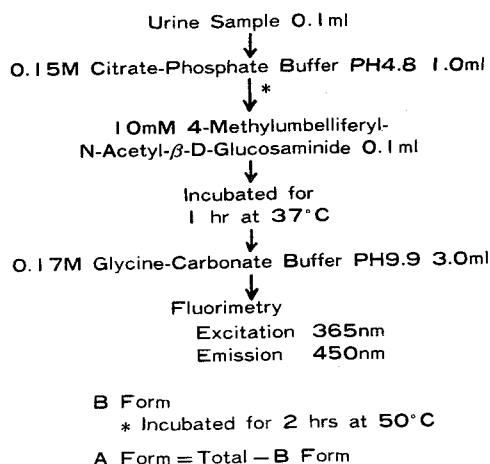 Urine Sample 0.1ml
0.15M Citrate-Phosphate Buffer PH4.8 1.0ml
*
10mM 4-Methylumbelliferyl-
N-Acetyl-β-D-Glucosaminide 0.1ml
Incubated for
1 hr at 37°C
0.17M Glycine-Carbonate Buffer PH9.9 3.0ml
Fluorimetry
Excitation 365nm
Emission 450nm
B Form
* Incubated for 2 hrs at 50°C
A Form = Total - B Form